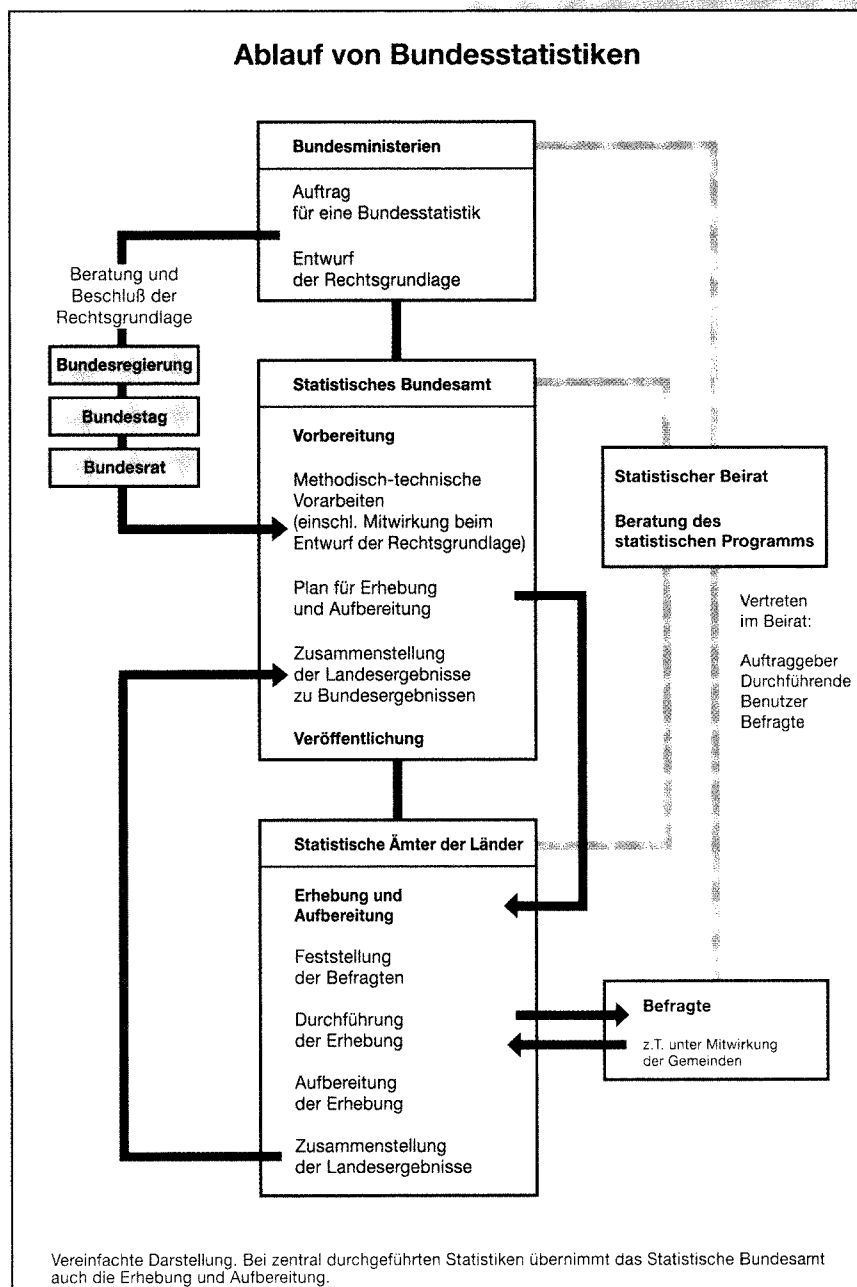 Ablauf von Bundesstatistiken
Bundesministerien
Auftrag
für eine Bundesstatistik
Entwurf
der Rechtsgrundlage
Beratung und
Beschluß der
Rechtsgrundlage
Bundesregierung
Bundestag
Bundesrat
Statistisches Bundesamt
Vorbereitung
Methodisch-technische
Vorarbeiten
(einschl. Mitwirkung beim
Entwurf der Rechtsgrundlage)
Plan für Erhebung
und Aufbereitung
Zusammenstellung
der Landesergebnisse
zu Bundesergebnissen
Veröffentlichung
Statistischer Beirat
Beratung des
statistischen Programms
Vertreten
im Beirat:
Auftraggeber
Durchführende
Benutzer
Befragte
Statistische Ämter der Länder
Erhebung und
Aufbereitung
Feststellung
der Befragten
Durchführung
der Erhebung
Aufbereitung
der Erhebung
Zusammenstellung
der Landesergebnisse
Befragte
z.T. unter Mitwirkung
der Gemeinden
Vereinfachte Darstellung. Bei zentral durchgeführten Statistiken übernimmt das Statistische Bundesamt
auch die Erhebung und Aufbereitung.